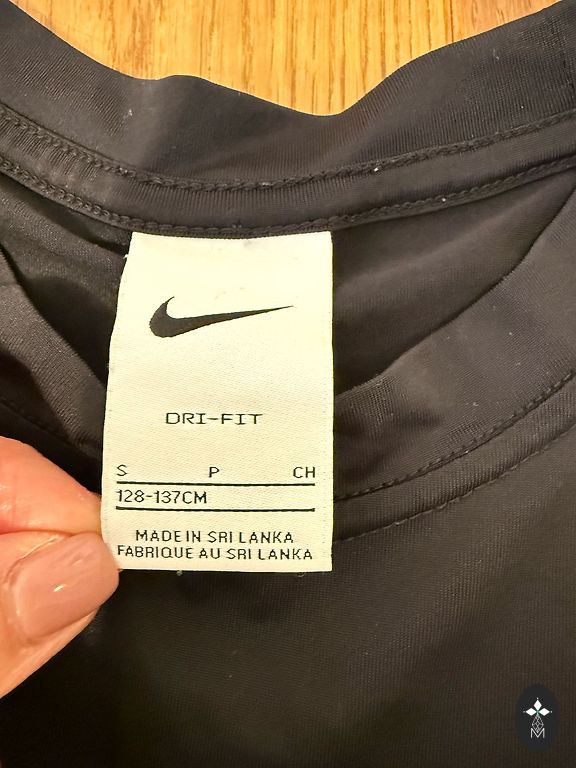 DRI-FIT
S P CH
128-137CM
MADE IN SRI LANKA
FABRIQUE AU SRI LANKA
M